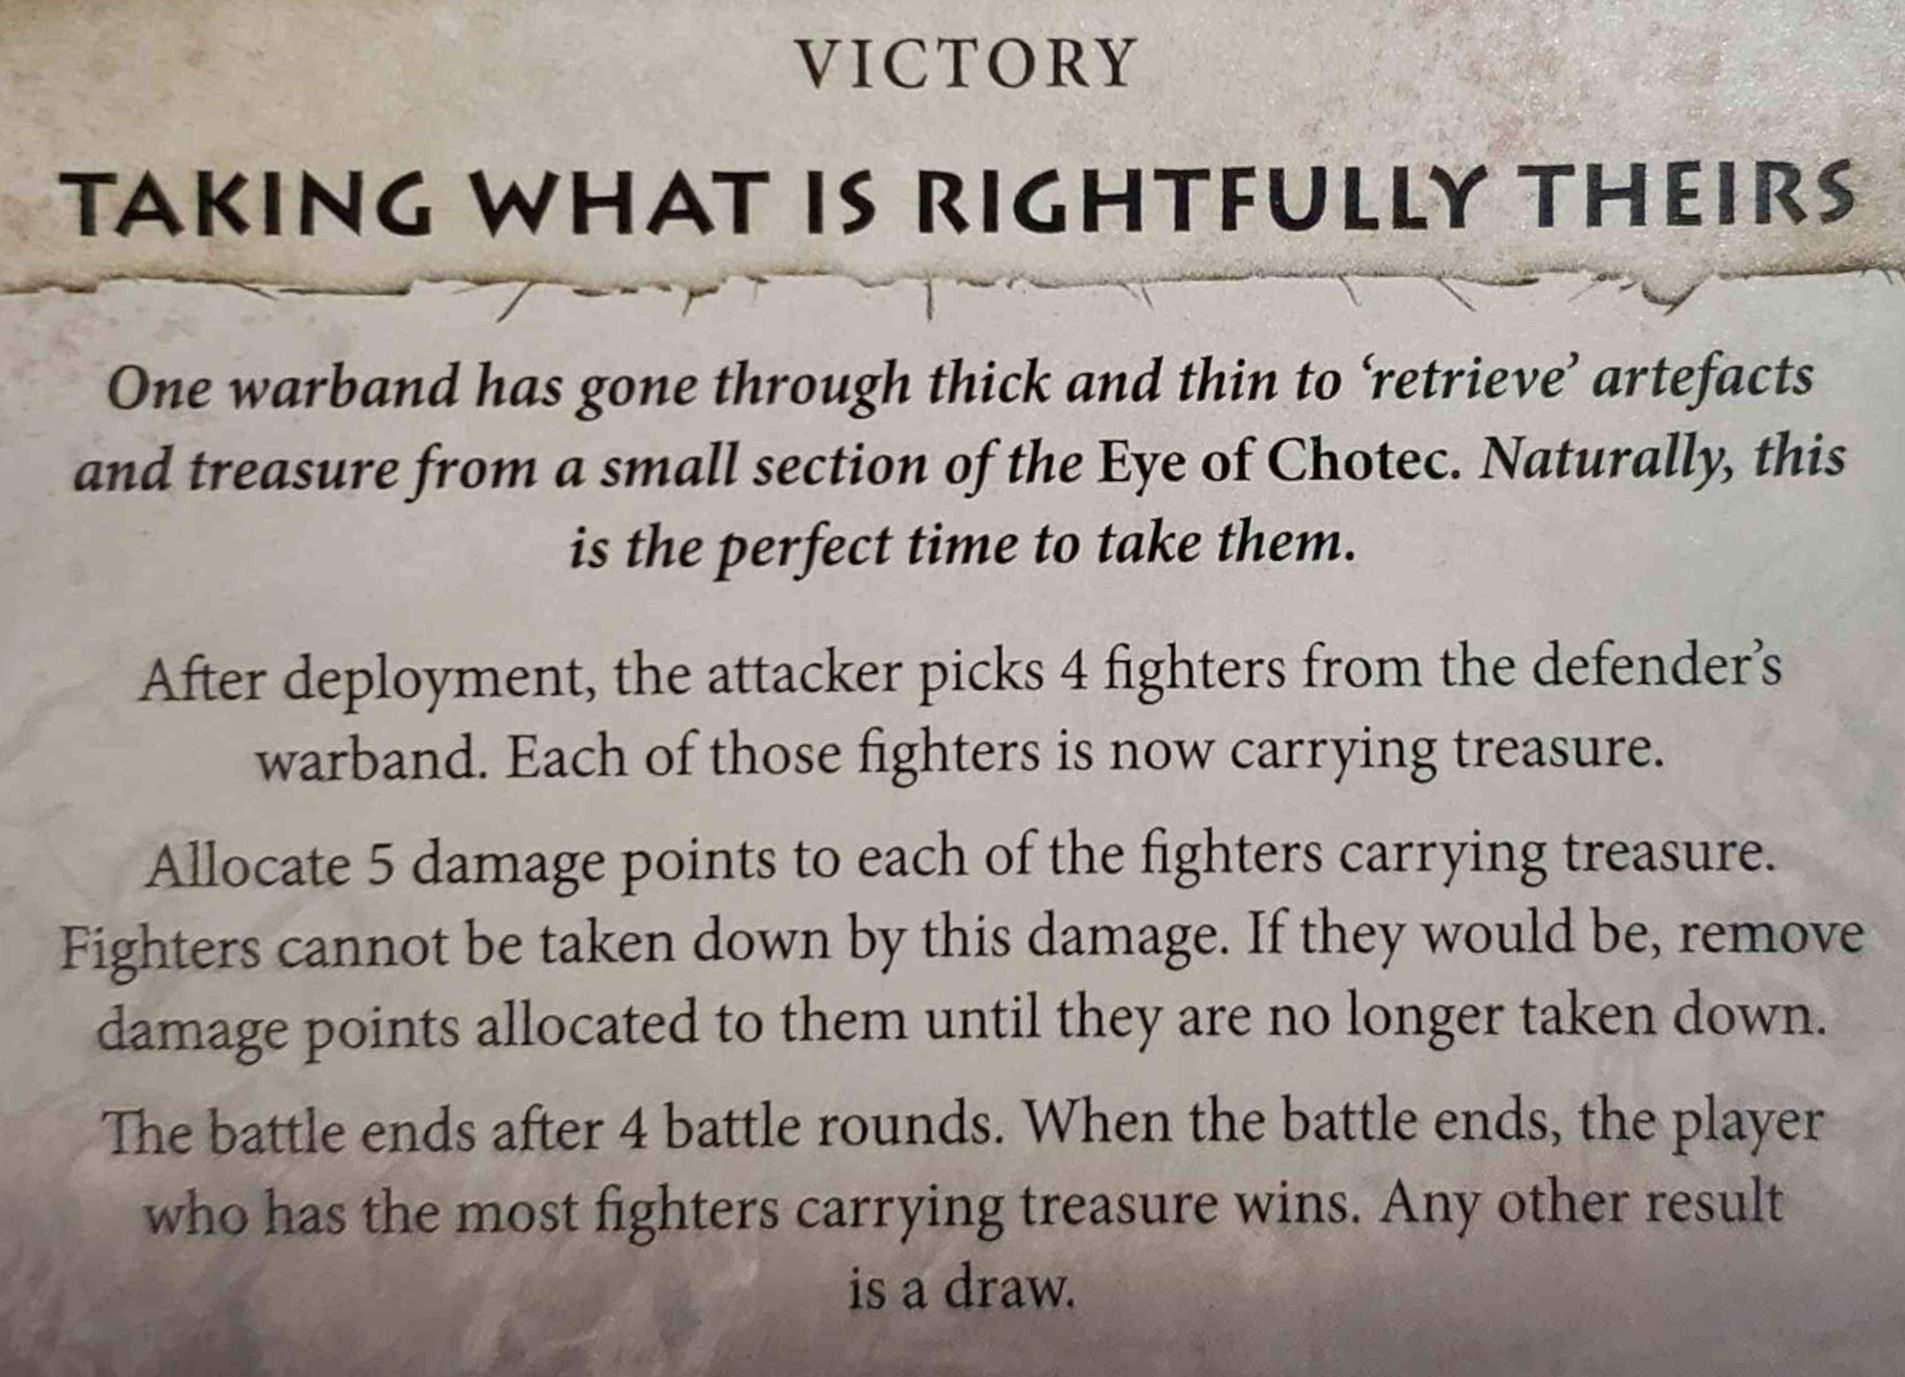 VICTORY
TAKING WHAT IS RIGHTFULLY THEIRS
One warband has gone through thick and thin to ‘retrieve’ artefacts
and treasure from a small section of the Eye of Chotec. Naturally, this
is the perfect time to take them.
After deployment, the attacker picks 4 fighters from the defender’s
warband. Each of those fighters is now carrying treasure.
Allocate 5 damage points to each of the fighters carrying treasure.
Fighters cannot be taken down by this damage. If they would be, remove
damage points allocated to them until they are no longer taken down.
The battle ends after 4 battle rounds. When the battle ends, the player
who has the most fighters carrying treasure wins. Any other result
is a draw.